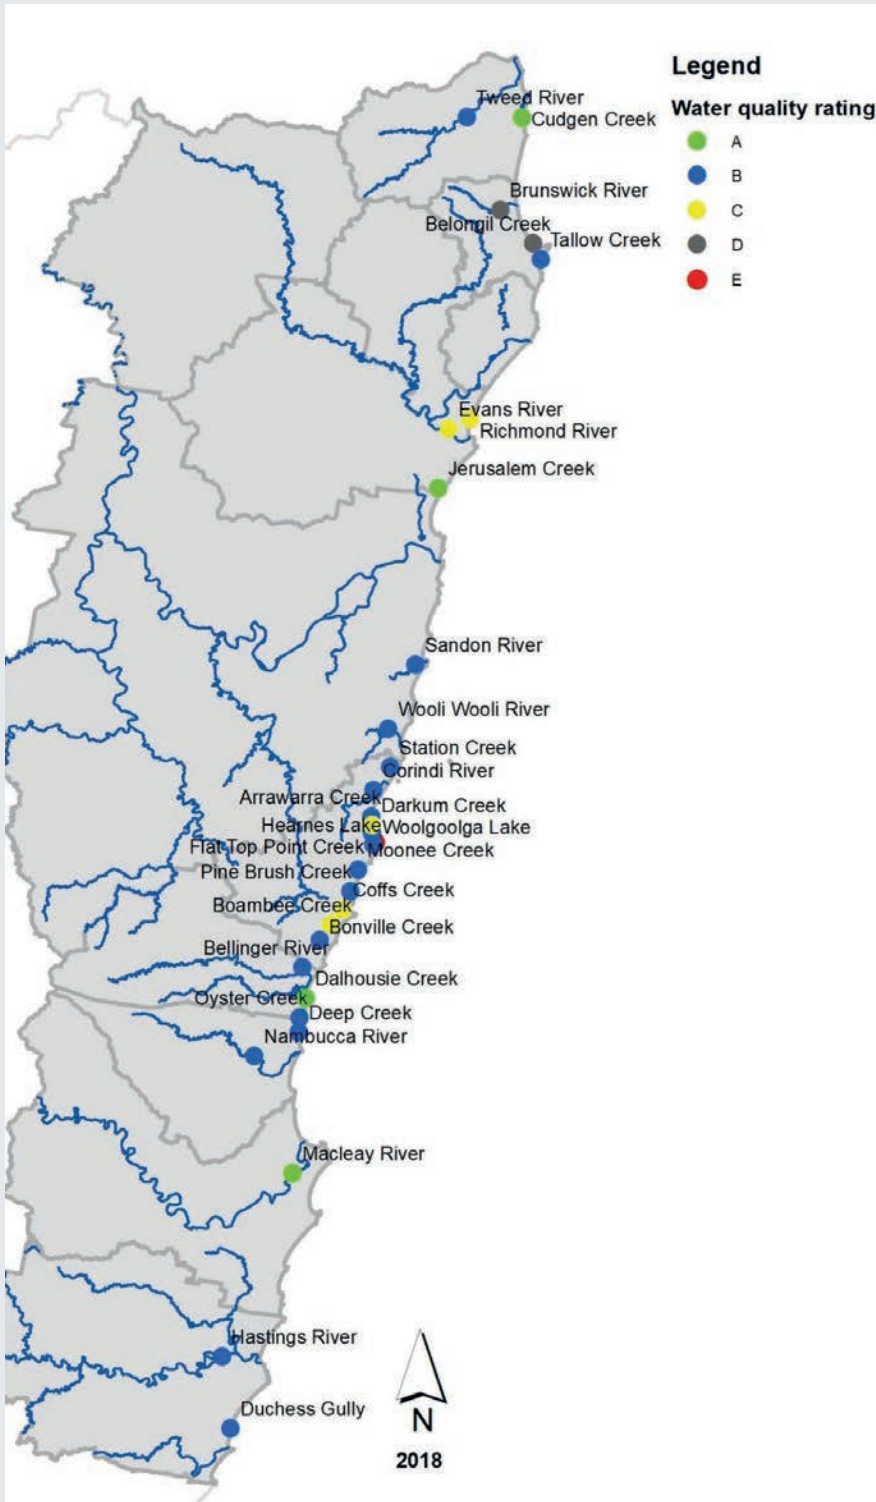 Legend
Water quality rating
A
B
C
D
E
Tweed River
Cudgen Creek
Brunswick River
Belongil Creek
Tallow Creek
Evans River
Richmond River
Jerusalem Creek
Sandon River
Wooli Wooli River
Station Creek
Corindi River
Arrawarra Creek
Darkum Creek
Hearnes Lake
Woolgoolga Lake
Flat Top Point Creek
Moonee Creek
Pine Brush Creek
Coffs Creek
Boambee Creek
Bonville Creek
Bellinger River
Dalhousie Creek
Oyster Creek
Deep Creek
Nambucca River
Macleay River
Hastings River
Duchess Gully
N
2018